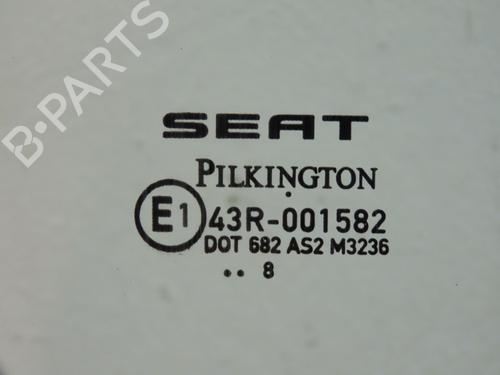 B-PARTS
SEAT
PILKINGTON
E1 43R-001582
DOT 682 AS2 M3236
.. 8